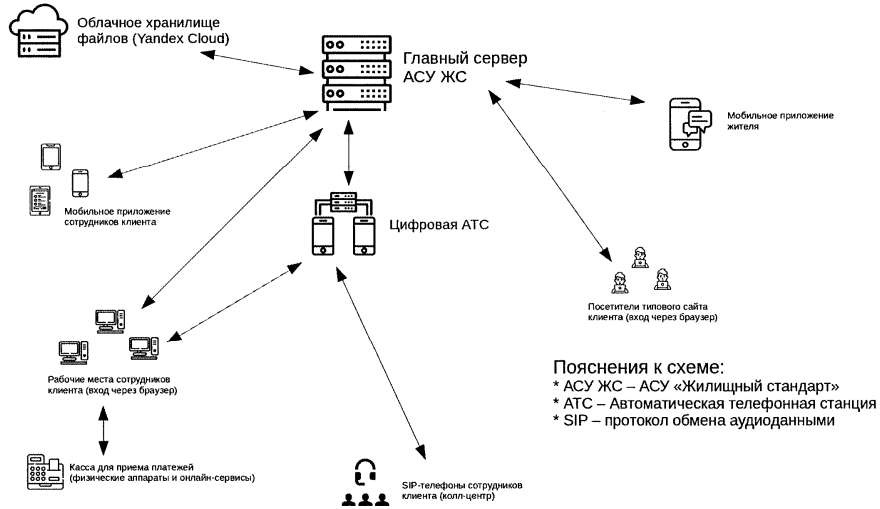 Облачное хранилище
файлов (Yandex Cloud)
Главный сервер
АСУ ЖС
Мобильное приложение
жителя
Мобильное приложение
сотрудников клиента
Цифровая АТС
Посетители типового сайта
клиента (вход через браузер)
Рабочие места сотрудников
клиента (вход через браузер)
Пояснения к схеме:
* АСУ ЖС – АСУ «Жилищный стандарт»
* АТС – Автоматическая телефонная станция
* SIP – протокол обмена аудиоданными
Касса для приема платежей
(физические аппараты и онлайн-сервисы)
SIP-телефоны сотрудников
клиента (колл-центр)